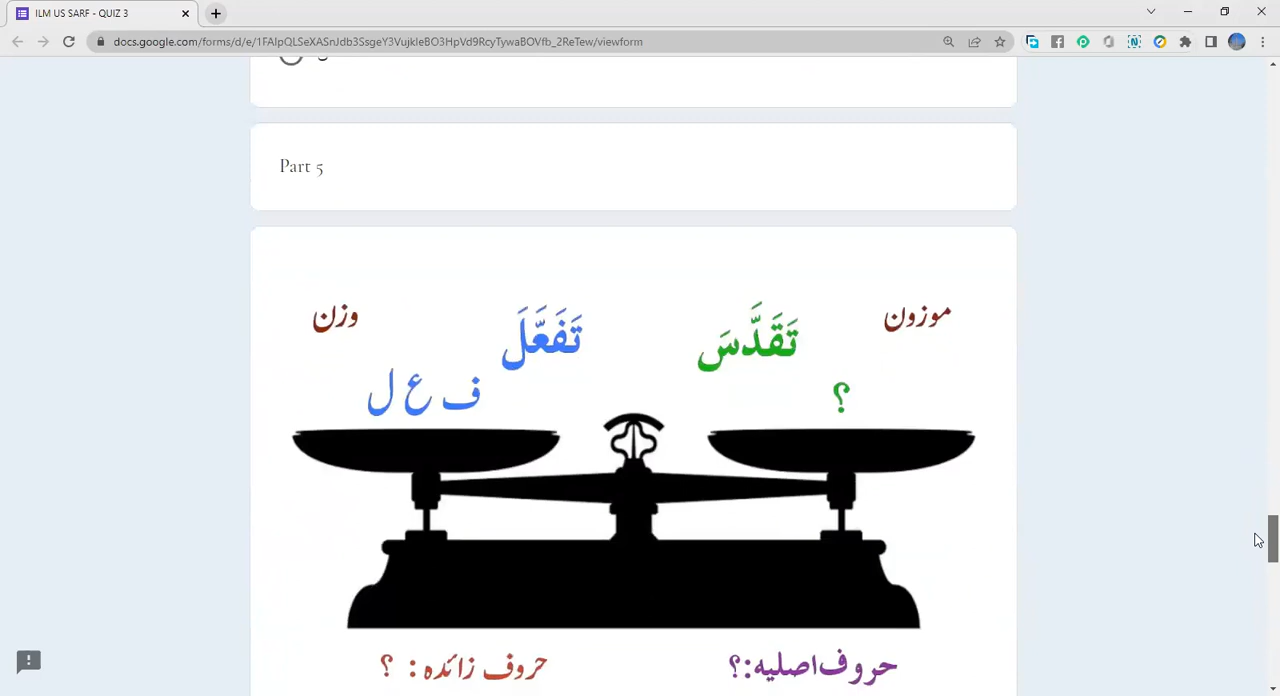 ILM US SARF - QUIZ 3
docs.google.com/forms/d/e/1FAIpQLSeXASnJdb3SsgeY3VujkleBO3HpVd9RcyTywaBOVfb_2ReTew/viewform
Part 5
موزون
تَقَدَّسَ
تَفَعَّلَ
وزن
؟
ف ع ل
حروف اصلیہ:؟
حروف زائدہ : ؟